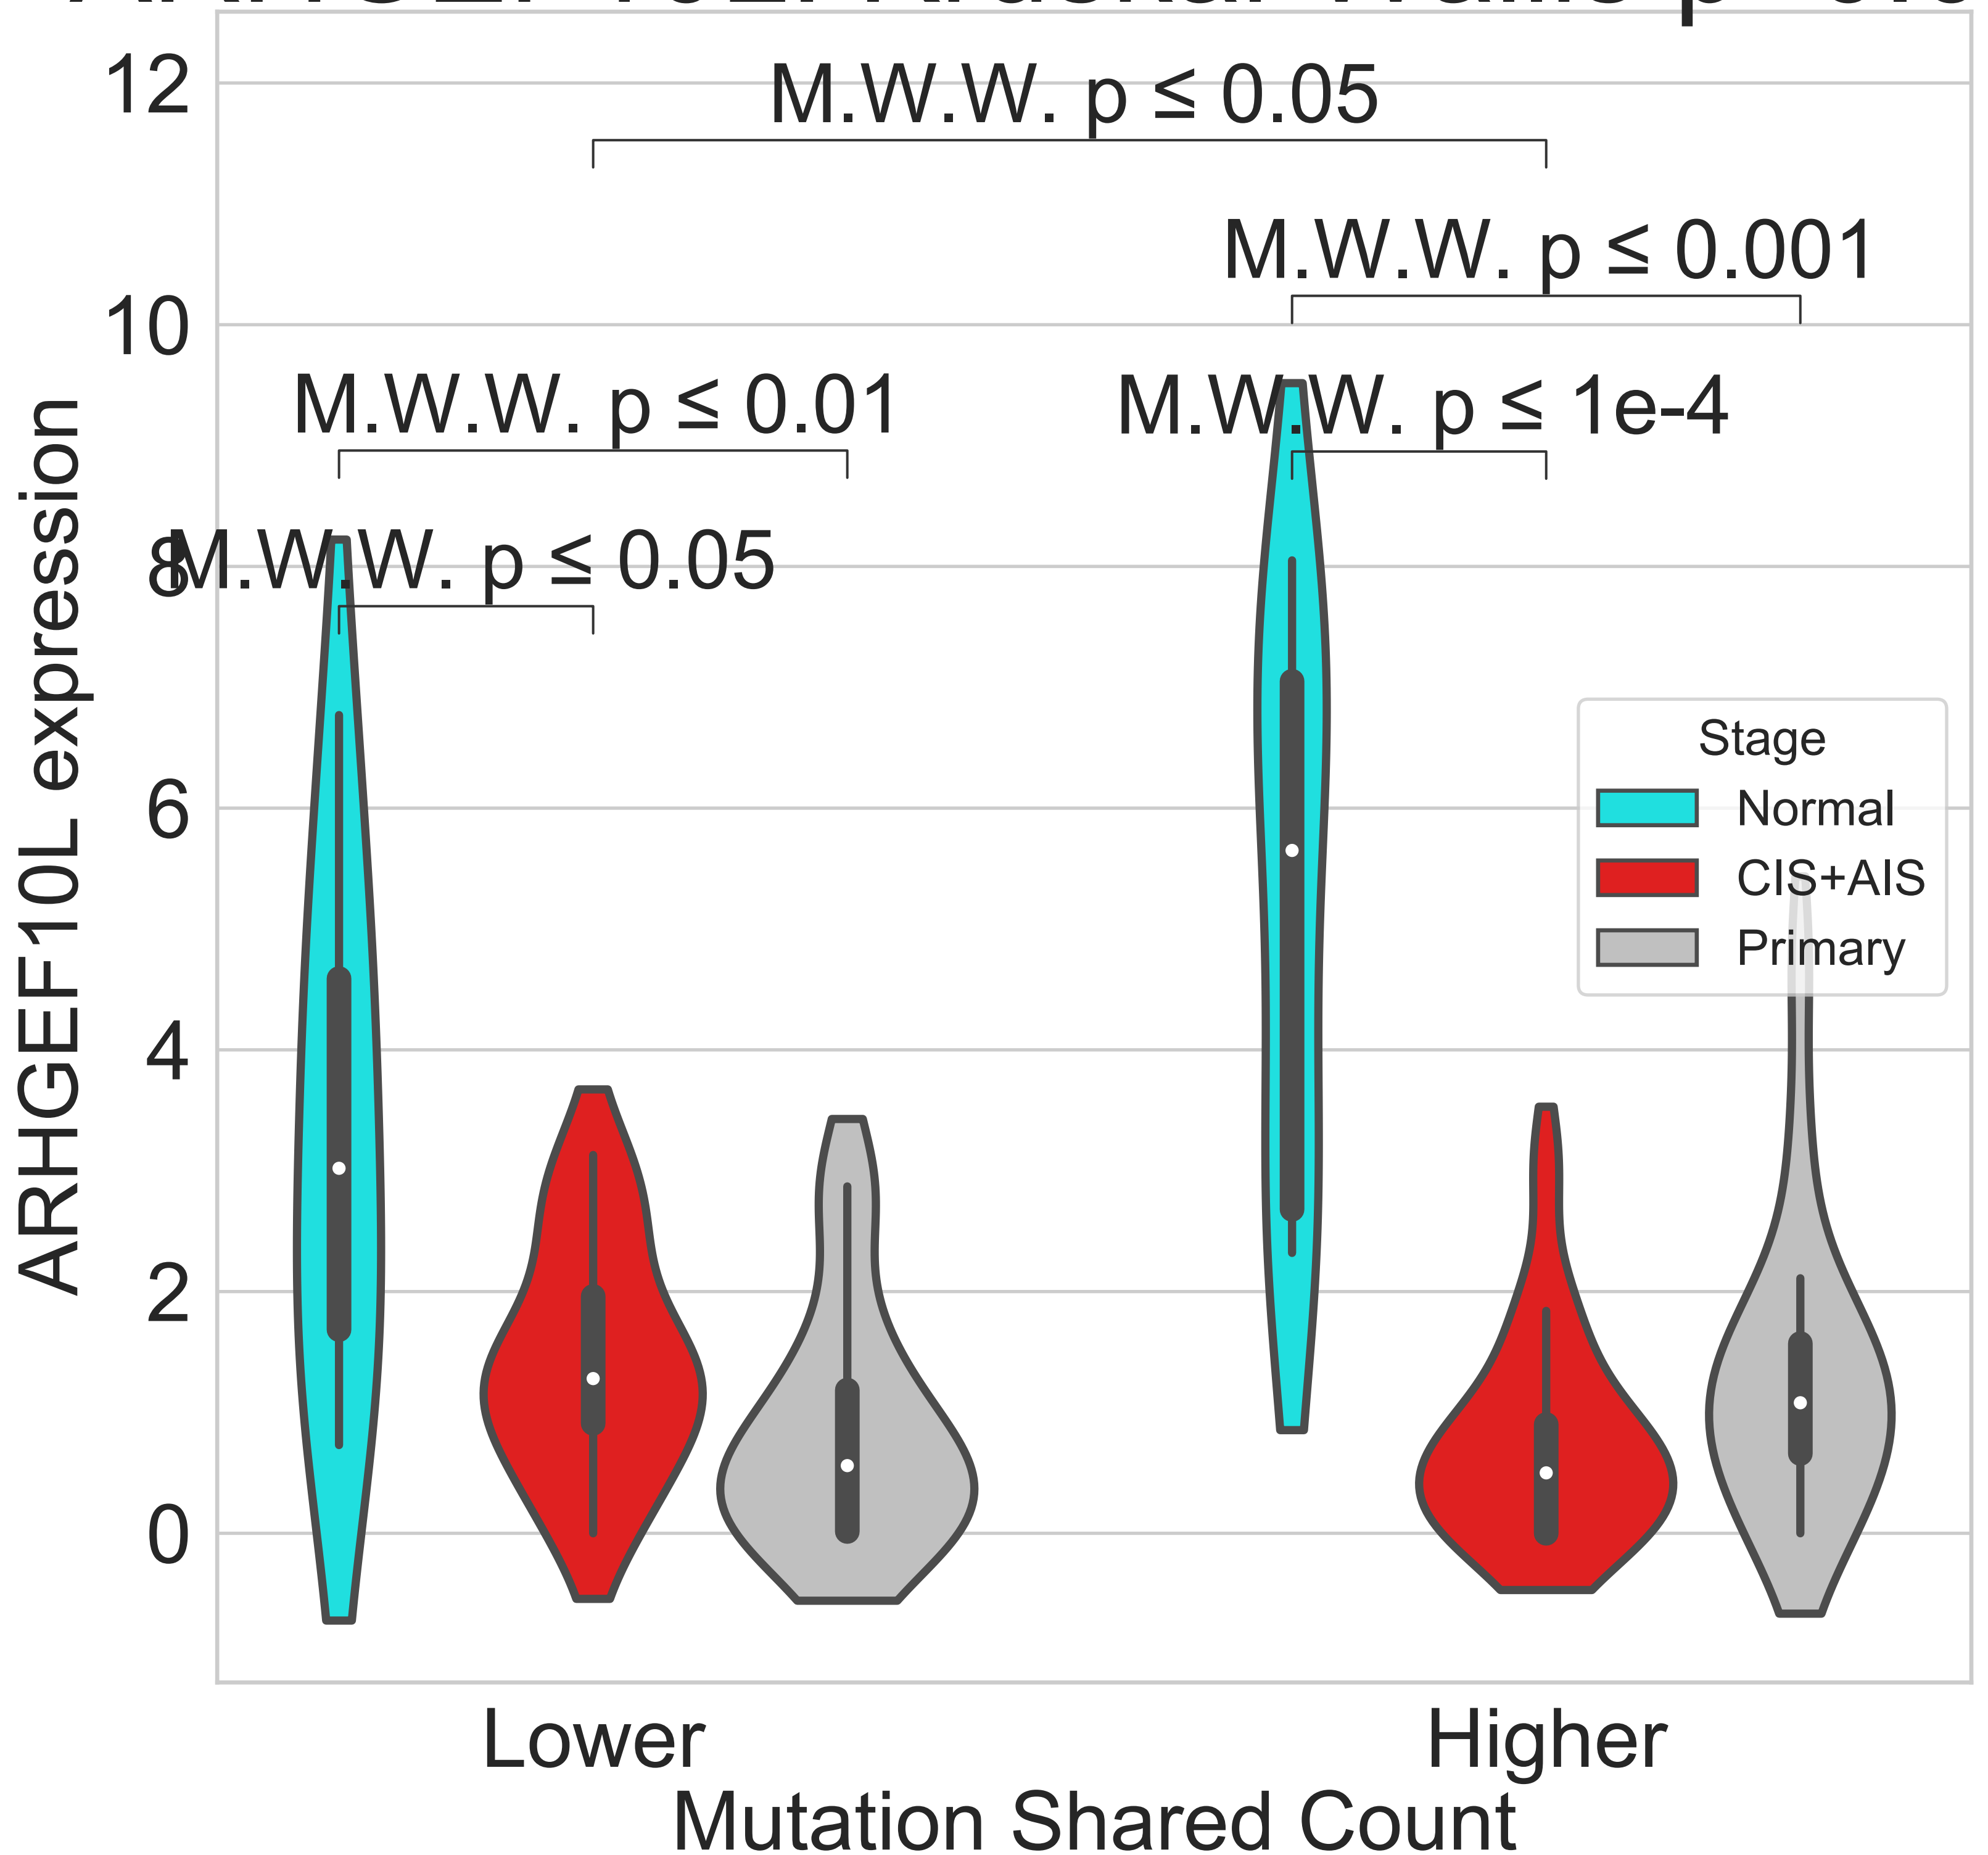 12
M.W.W. p ≤ 0.05
M.W.W. p ≤ 0.001
10
M.W.W. p ≤ 0.01
M.W.W. p ≤ 1e-4
8
M.W.W. p ≤ 0.05
ARHGEF10L expression
Stage
Normal
CIS+AIS
Primary
6
4
2
0
Lower
Higher
Mutation Shared Count